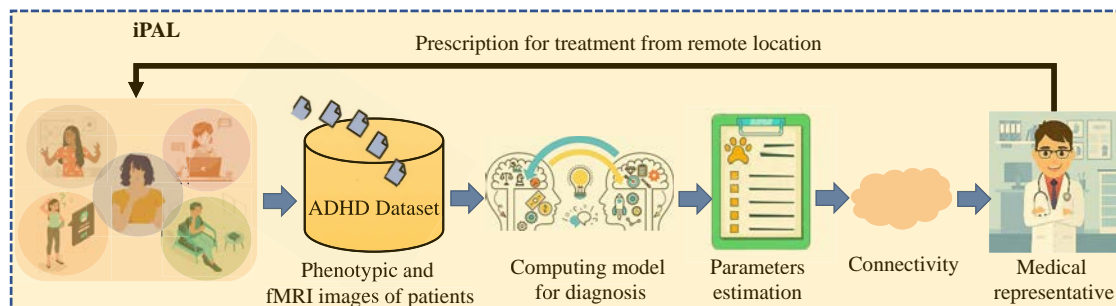 iPAL
Prescription for treatment from remote location
ADHD Dataset
Phenotypic and
fMRI images of patients
Computing model
for diagnosis
Parameters
estimation
Connectivity
Medical
representative